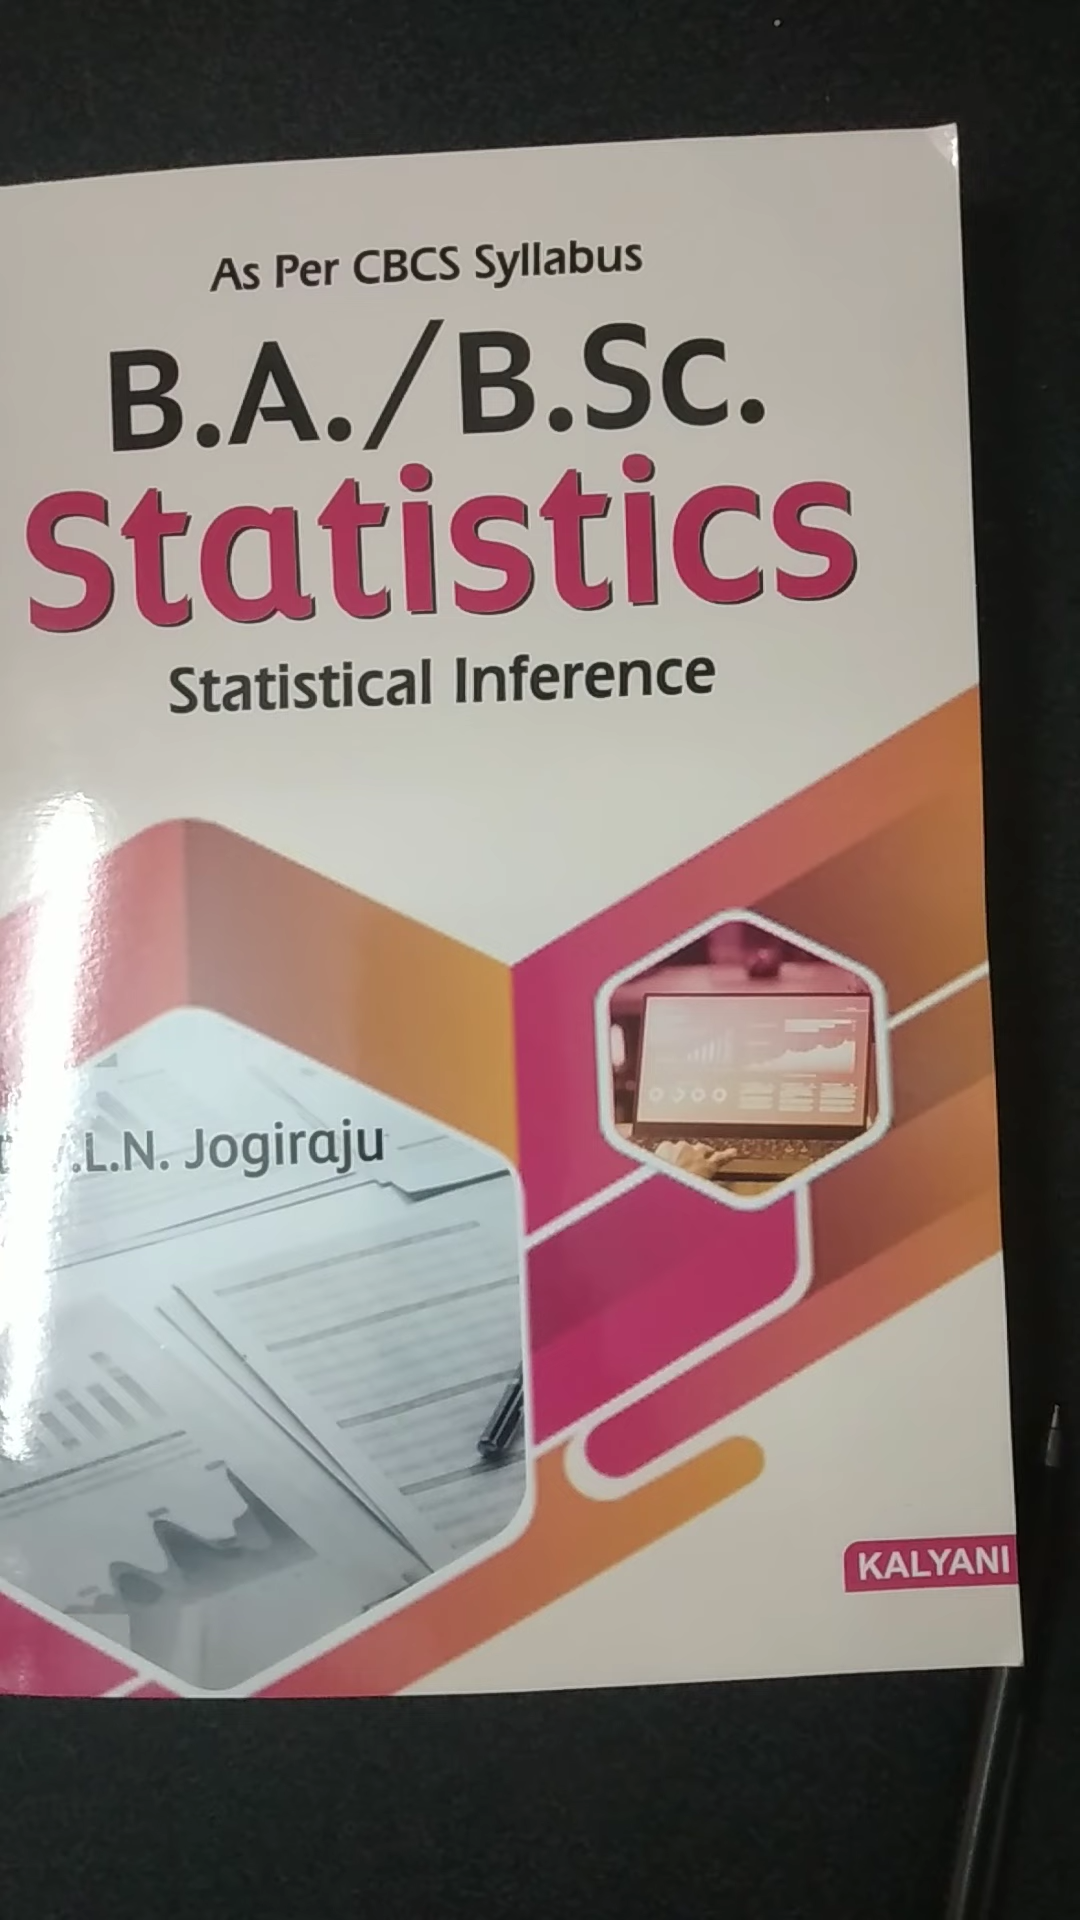 As Per CBCS Syllabus
B.A./B.Sc.
Statistics
Statistical Inference
.L.N. Jogiraju
KALYANI